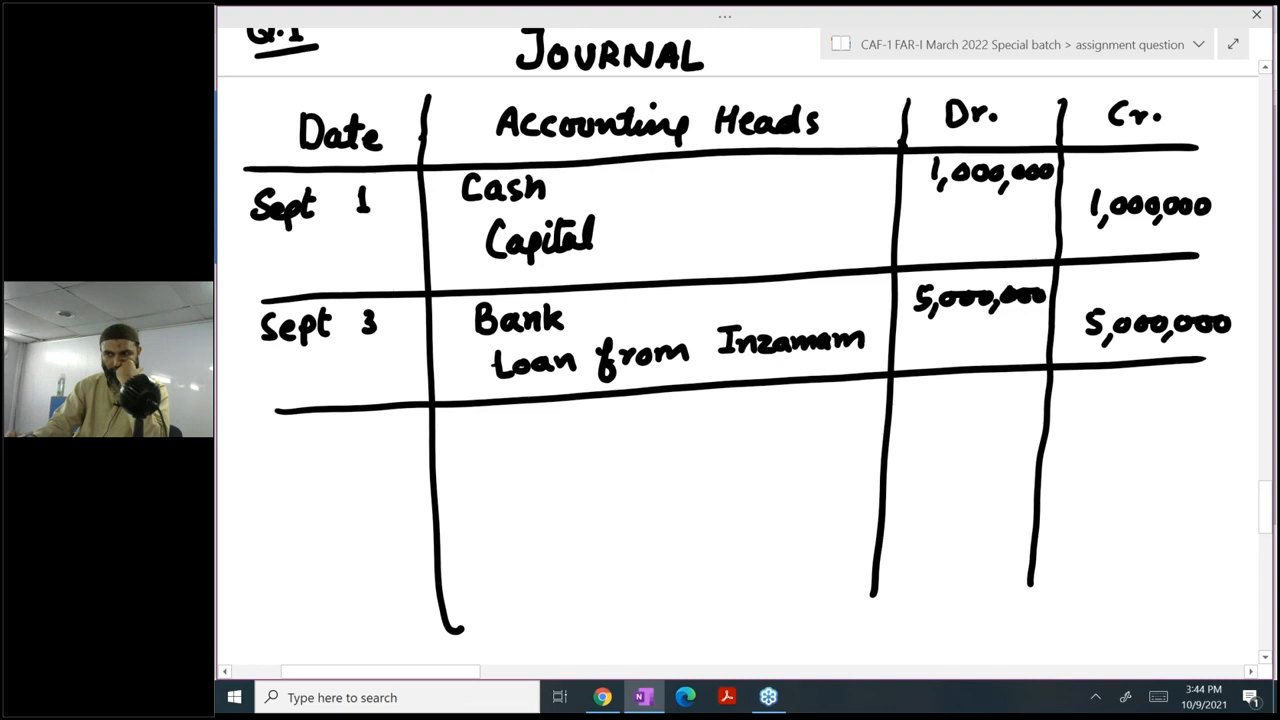 CAF-1 FAR-I March 2022 Special batch > assignment question
Q.1
JOURNAL
Date Accounting Heads Dr. Cr.
Sept 1 Cash 1,000,000
Capital 1,000,000
Sept 3 Bank 5,000,000
Loan from Inzamam 5,000,000
Type here to search
3:44 PM
10/9/2021
1